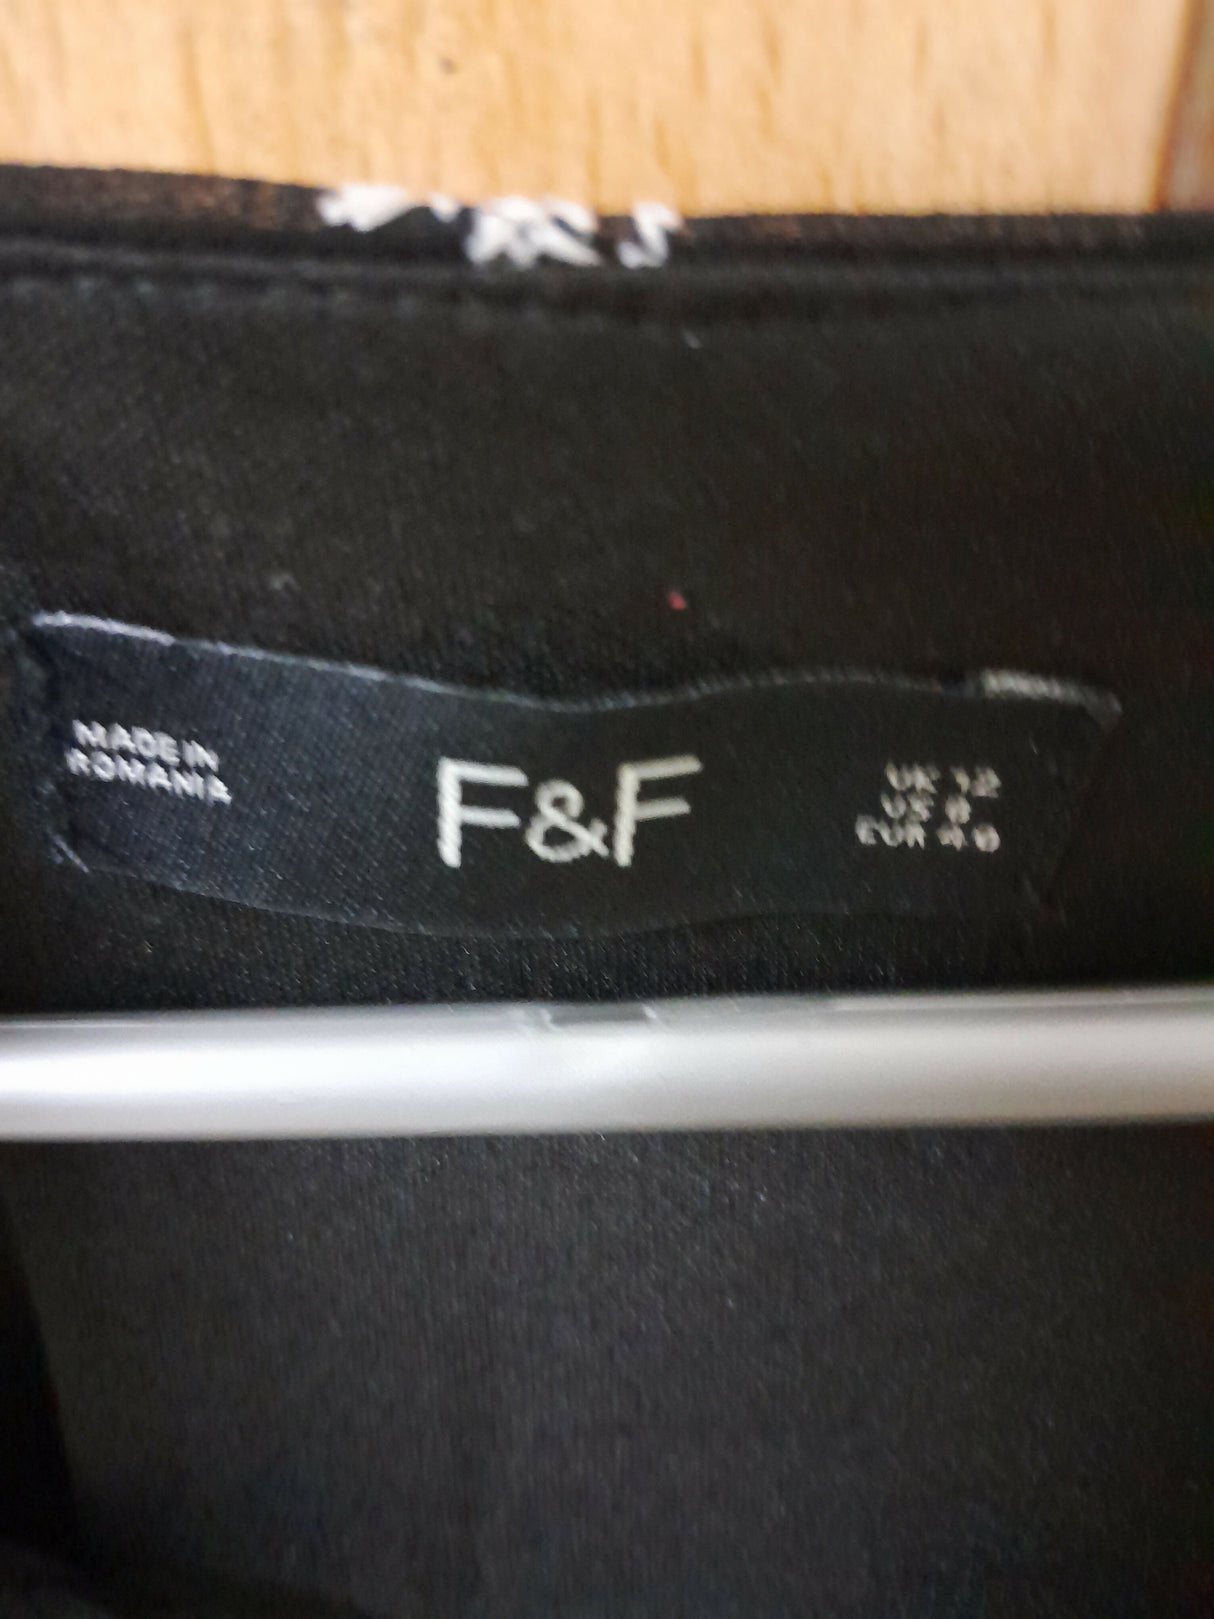 MADE IN
ROMANIA
F&F
UK 12
US 8
EUR 40